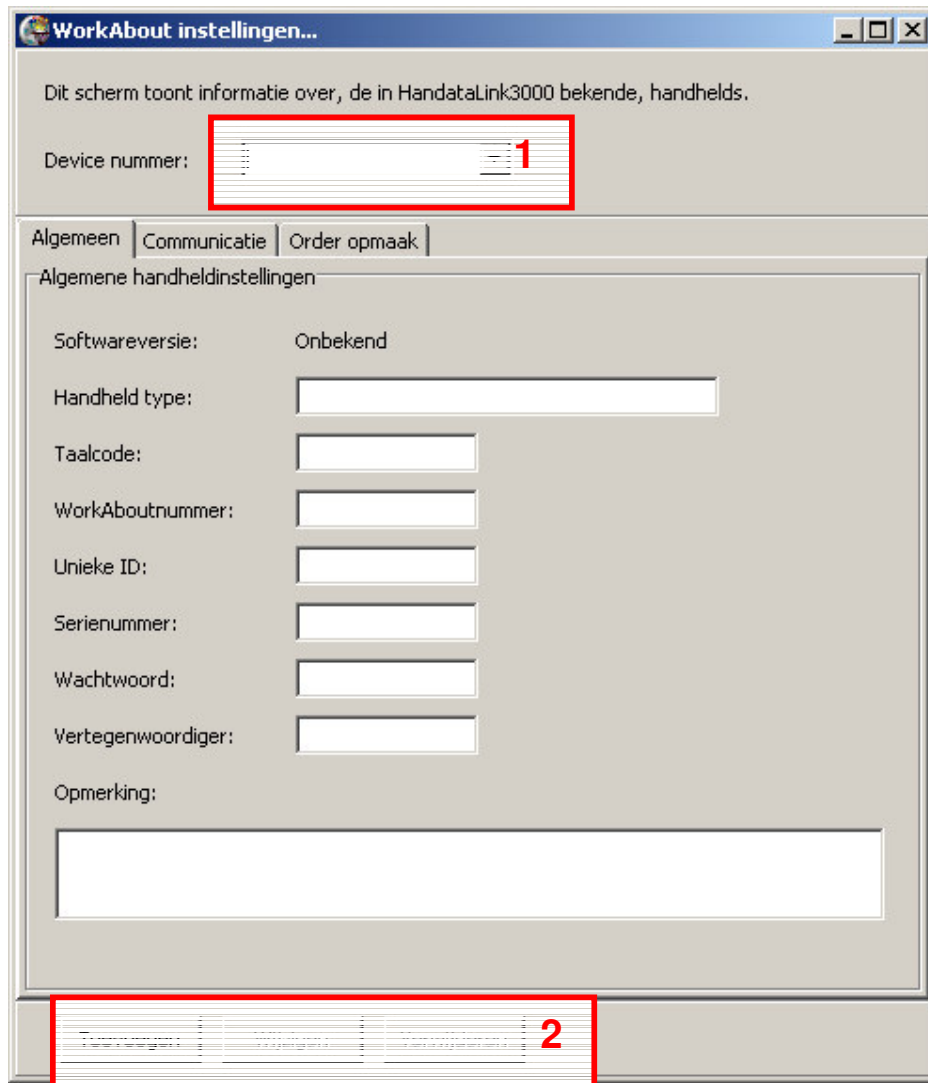 WorkAbout instellingen...
Dit scherm toont informatie over, de in HandataLink3000 bekende, handhelds.
Device nummer:
1
Algemeen Communicatie Order opmaak
Algemene handheldinstellingen
Softwareversie: Onbekend
Handheld type:
Taalcode:
WorkAboutnummer:
Unieke ID:
Serienummer:
Wachtwoord:
Vertegenwoordiger:
Opmerking:
2